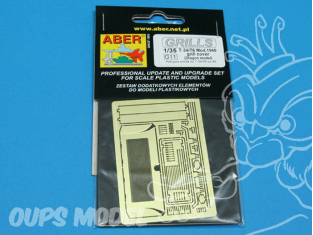 www.aber.net.pl
ABER
GRILLS
1/35 T-34/76 Mod.1940
G11 grill cover
(Dragon model)
PROFESSIONAL UPDATE AND UPGRADE SET
FOR SCALE PLASTIC MODELS
ZESTAW DODATKOWYCH ELEMENTÓW
DO MODELI PLASTIKOWYCH
OUPS MODEL